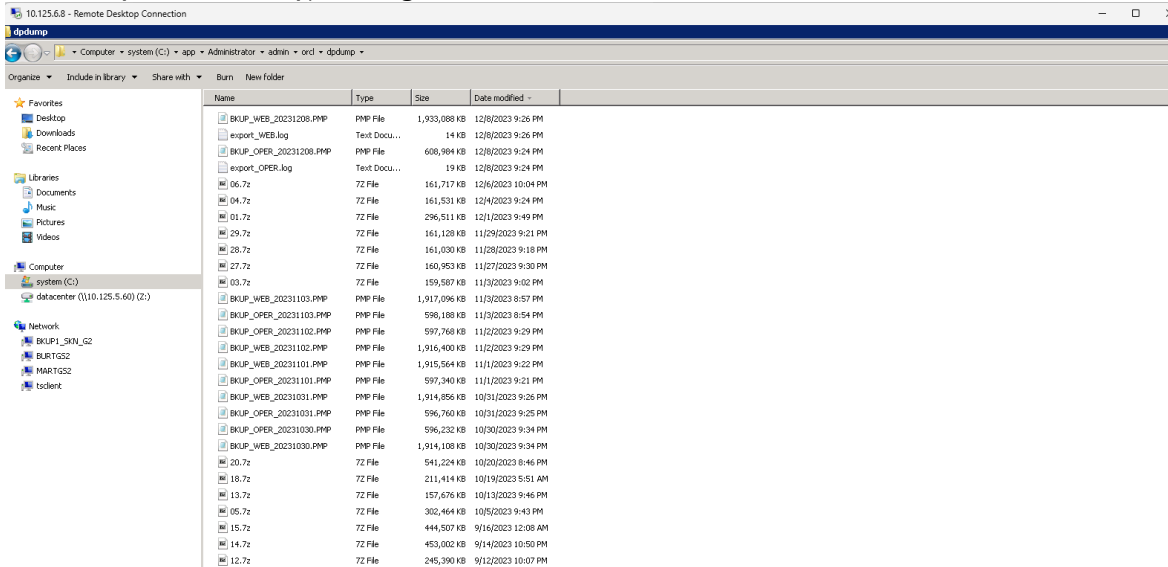 10.125.6.8 - Remote Desktop Connection
dpdump
Computer system (C:) app Administrator admin orcl dpdump
Organize Include in library Share with Burn New folder
Favorites
Desktop
Downloads
Recent Places
Libraries
Documents
Music
Pictures
Videos
Computer
system (C:)
datacenter (\\10.125.5.60) (Z:)
Network
BKUP1_SKN_G2
BURTGS2
MARTGS2
tsclient
Name Type Size Date modified
BKUP_WEB_20231208.PMP PMP File 1,933,088 KB 12/8/2023 9:26 PM
export_WEB.log Text Docu... 14 KB 12/8/2023 9:26 PM
BKUP_OPER_20231208.PMP PMP File 608,984 KB 12/8/2023 9:24 PM
export_OPER.log Text Docu... 19 KB 12/8/2023 9:24 PM
06.7z 7Z File 161,717 KB 12/6/2023 10:04 PM
04.7z 7Z File 161,531 KB 12/4/2023 9:24 PM
01.7z 7Z File 296,511 KB 12/1/2023 9:49 PM
29.7z 7Z File 161,128 KB 11/29/2023 9:21 PM
28.7z 7Z File 161,030 KB 11/28/2023 9:18 PM
27.7z 7Z File 160,953 KB 11/27/2023 9:30 PM
03.7z 7Z File 159,587 KB 11/3/2023 9:02 PM
BKUP_WEB_20231103.PMP PMP File 1,917,096 KB 11/3/2023 8:57 PM
BKUP_OPER_20231103.PMP PMP File 598,188 KB 11/3/2023 8:54 PM
BKUP_OPER_20231102.PMP PMP File 597,768 KB 11/2/2023 9:29 PM
BKUP_WEB_20231102.PMP PMP File 1,916,400 KB 11/2/2023 9:29 PM
BKUP_WEB_20231101.PMP PMP File 1,915,564 KB 11/1/2023 9:22 PM
BKUP_OPER_20231101.PMP PMP File 597,340 KB 11/1/2023 9:21 PM
BKUP_WEB_20231031.PMP PMP File 1,914,856 KB 10/31/2023 9:26 PM
BKUP_OPER_20231031.PMP PMP File 596,760 KB 10/31/2023 9:25 PM
BKUP_OPER_20231030.PMP PMP File 596,232 KB 10/30/2023 9:34 PM
BKUP_WEB_20231030.PMP PMP File 1,914,108 KB 10/30/2023 9:34 PM
20.7z 7Z File 541,224 KB 10/20/2023 8:46 PM
18.7z 7Z File 211,414 KB 10/19/2023 5:51 AM
13.7z 7Z File 157,676 KB 10/13/2023 9:46 PM
05.7z 7Z File 302,464 KB 10/5/2023 9:43 PM
15.7z 7Z File 444,507 KB 9/16/2023 12:08 AM
14.7z 7Z File 453,002 KB 9/14/2023 10:50 PM
12.7z 7Z File 245,390 KB 9/12/2023 10:07 PM